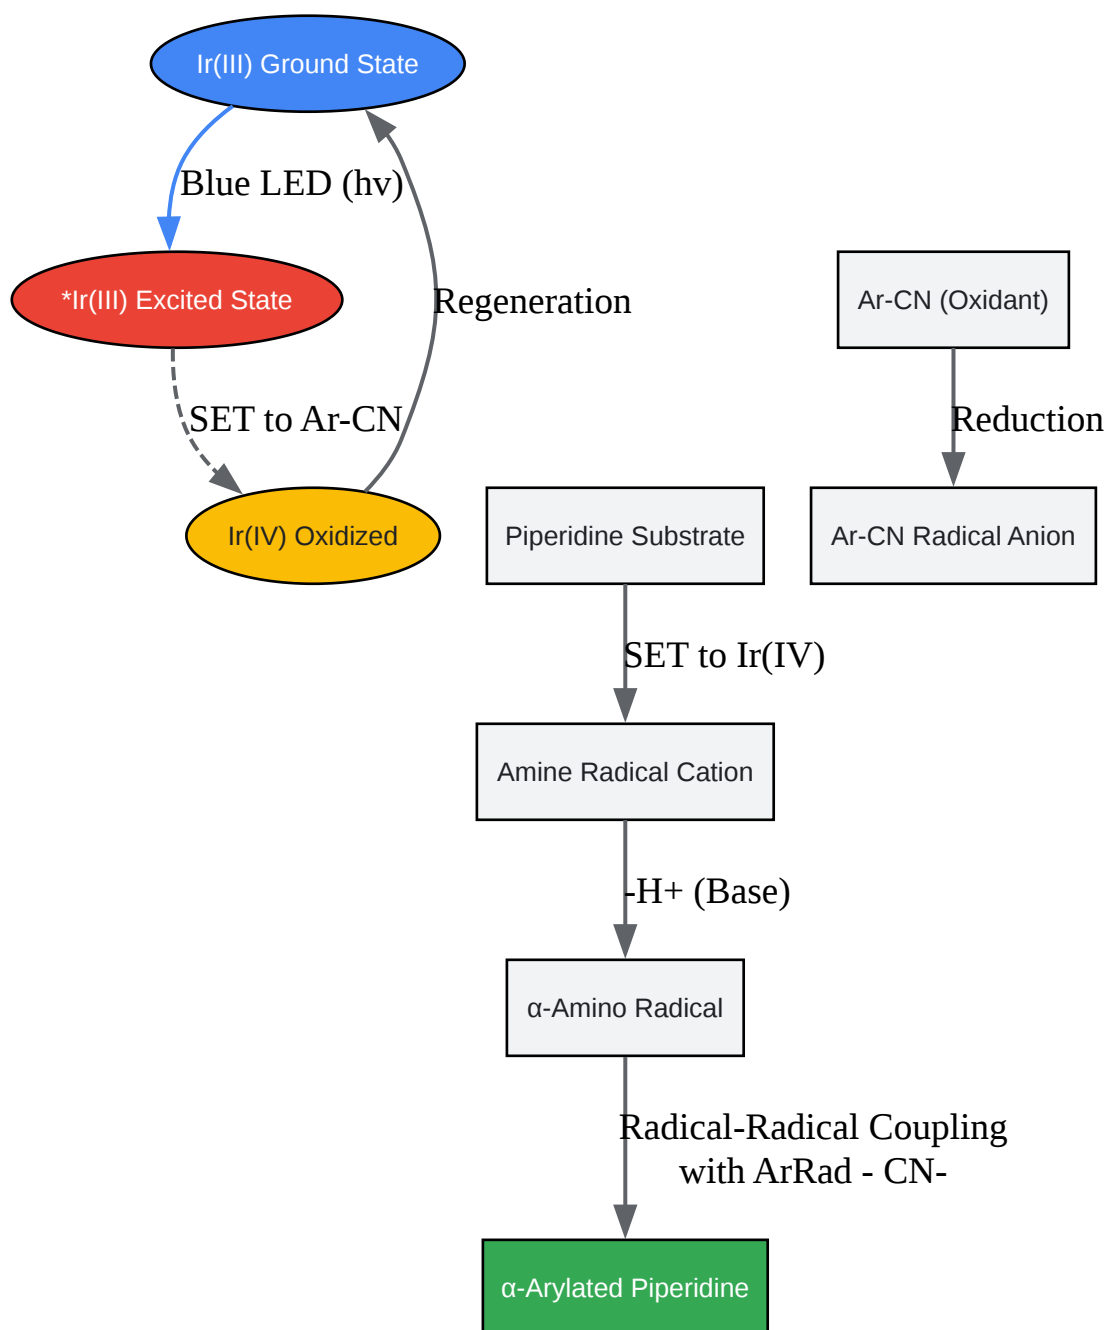 Ir(III) Ground State
Blue LED (hv)
*Ir(III) Excited State
Regeneration
Ar-CN (Oxidant)
SET to Ar-CN
Reduction
Ir(IV) Oxidized
Piperidine Substrate
Ar-CN Radical Anion
SET to Ir(IV)
Amine Radical Cation
-H+ (Base)
α-Amino Radical
Radical-Radical Coupling
with ArRad - CN-
α-Arylated Piperidine